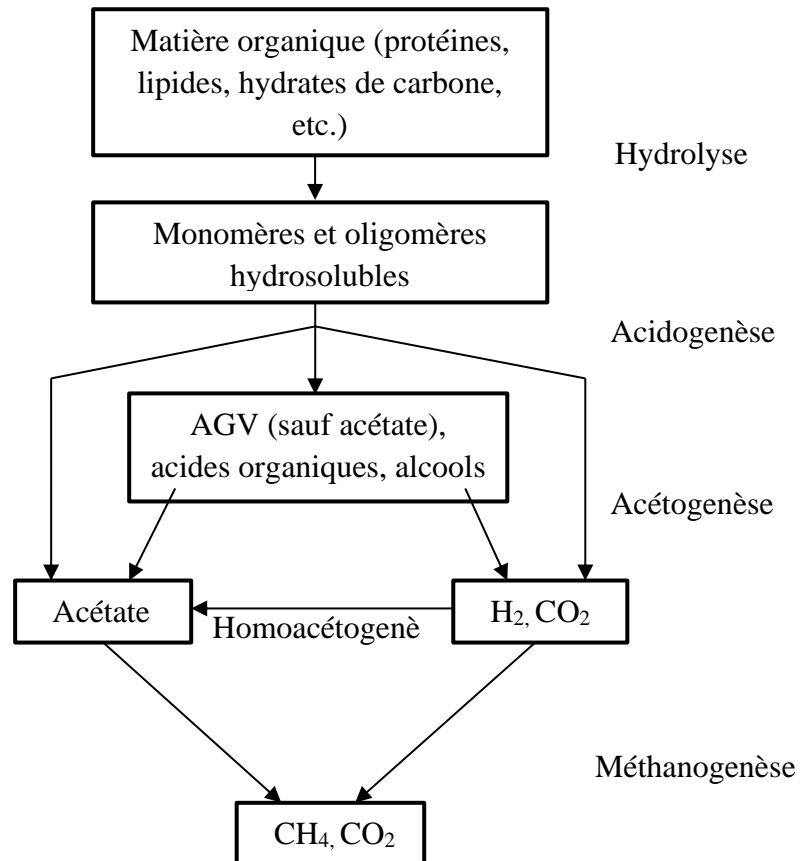 Matière organique (protéines,
lipides, hydrates de carbone,
etc.)
Hydrolyse
Monomères et oligomères
hydrosolubles
Acidogenèse
AGV (sauf acétate),
acides organiques, alcools
Acétogenèse
Acétate
Homoacétogenè
H₂, CO₂
Méthanogenèse
CH₄, CO₂